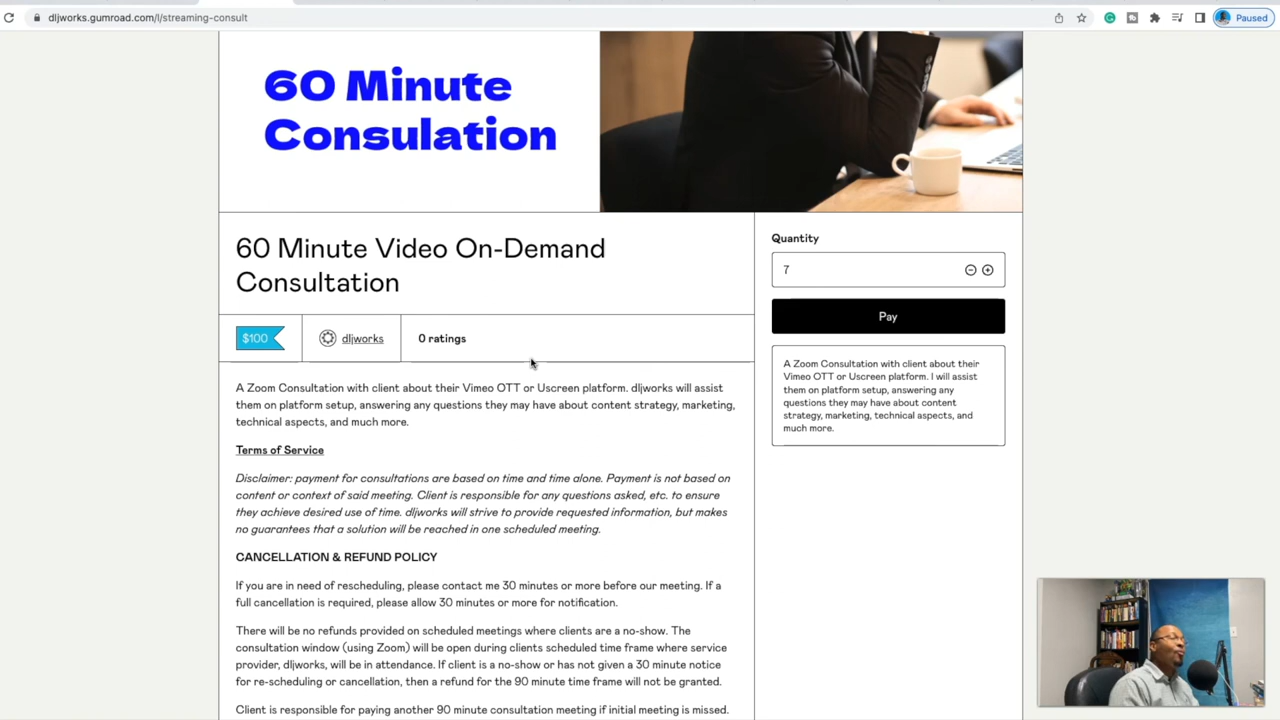 dljworks.gumroad.com/l/streaming-consult
Paused
60 Minute
Consulation
60 Minute Video On-Demand
Consultation
$100
dljworks
0 ratings
Quantity
7
Pay
A Zoom Consultation with client about their
Vimeo OTT or Uscreen platform. I will assist
them on platform setup, answering any
questions they may have about content
strategy, marketing, technical aspects, and
much more.
A Zoom Consultation with client about their Vimeo OTT or Uscreen platform. dljworks will assist
them on platform setup, answering any questions they may have about content strategy, marketing,
technical aspects, and much more.
Terms of Service
Disclaimer: payment for consultations are based on time and time alone. Payment is not based on
content or context of said meeting. Client is responsible for any questions asked, etc. to ensure
they achieve desired use of time. dljworks will strive to provide requested information, but makes
no guarantees that a solution will be reached in one scheduled meeting.
CANCELLATION & REFUND POLICY
If you are in need of rescheduling, please contact me 30 minutes or more before our meeting. If a
full cancellation is required, please allow 30 minutes or more for notification.
There will be no refunds provided on scheduled meetings where clients are a no-show. The
consultation window (using Zoom) will be open during clients scheduled time frame where service
provider, dljworks, will be in attendance. If client is a no-show or has not given a 30 minute notice
for re-scheduling or cancellation, then a refund for the 90 minute time frame will not be granted.
Client is responsible for paying another 90 minute consultation meeting if initial meeting is missed.